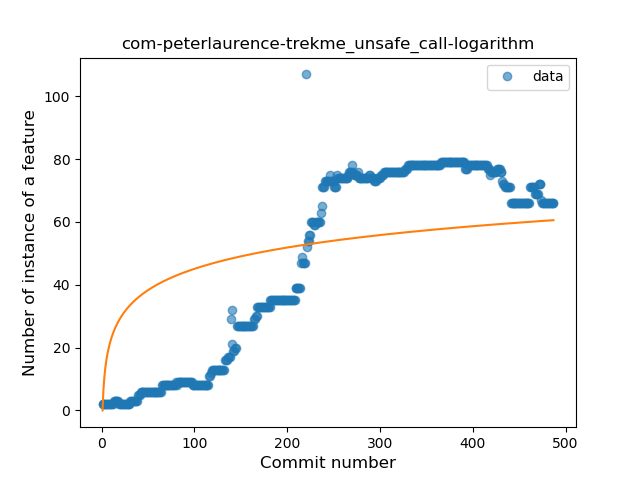 com-peterlaurence-trekme_unsafe_call-logarithm
data
Number of instance of a feature
100
80
60
40
20
0
0 100 200 300 400 500
Commit number